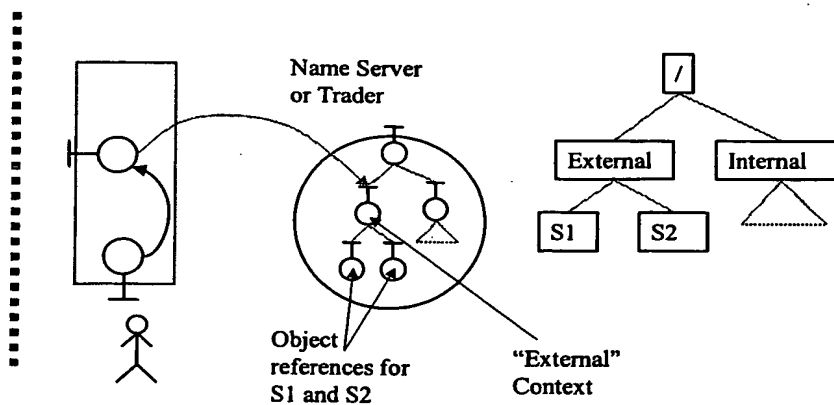 Name Server
or Trader
/
External
Internal
S1
S2
Object
references for
S1 and S2
“External”
Context